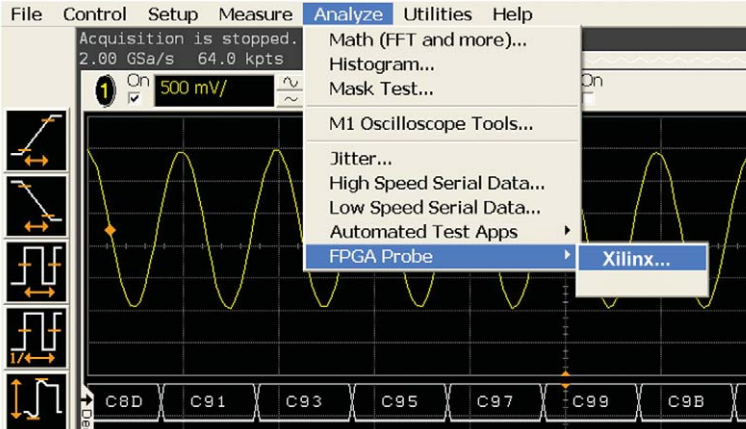 File Control Setup Measure Analyze Utilities Help
Acquisition is stopped.
2.00 GSa/s 64.0 kpts
1 On 500 mV/
On
Math (FFT and more)...
Histogram...
Mask Test...
M1 Oscilloscope Tools...
Jitter...
High Speed Serial Data...
Low Speed Serial Data...
Automated Test Apps
FPGA Probe
Xilinx...
1/
C8D C91 C93 C95 C97 C99 C9B
De